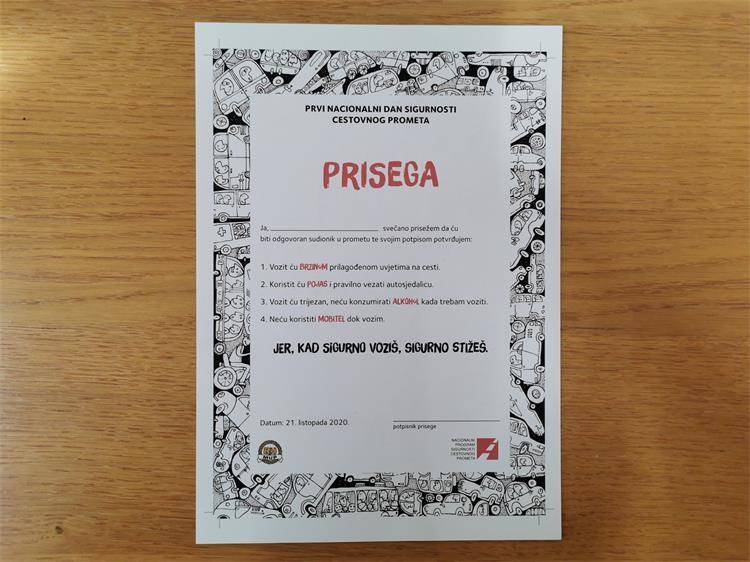 PRVI NACIONALNI DAN SIGURNOSTI
CESTOVNOG PROMETA
PRISEGA
Ja, ______________________________ svečano prisežem da ću
biti odgovoran sudionik u prometu te svojim potpisom potvrđujem:
1. Vozit ću BRZINOM prilagođenom uvjetima na cesti.
2. Koristit ću POJAS i pravilno vezati autosjedalicu.
3. Vozit ću trijezan, neću konzumirati ALKOHOL kada trebam voziti.
4. Neću koristiti MOBITEL dok vozim.
JER, KAD SIGURNO VOZIŠ, SIGURNO STIŽEŠ.
Datum: 21. listopada 2020.
potpisnik prisege
NACIONALNI
PROGRAM
SIGURNOSTI
CESTOVNOG
PROMETA
MUP